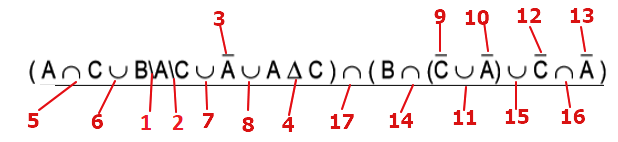 3 9 10 12 13
( A ∩ C ∪ B\A\C ∪ A̅ ∪ A Δ C ) ∩ ( B ∩ (C̅ ∪ A̅) ∪ C̅ ∩ A̅ )
5 6 1 2 7 8 4 17 14 11 15 16